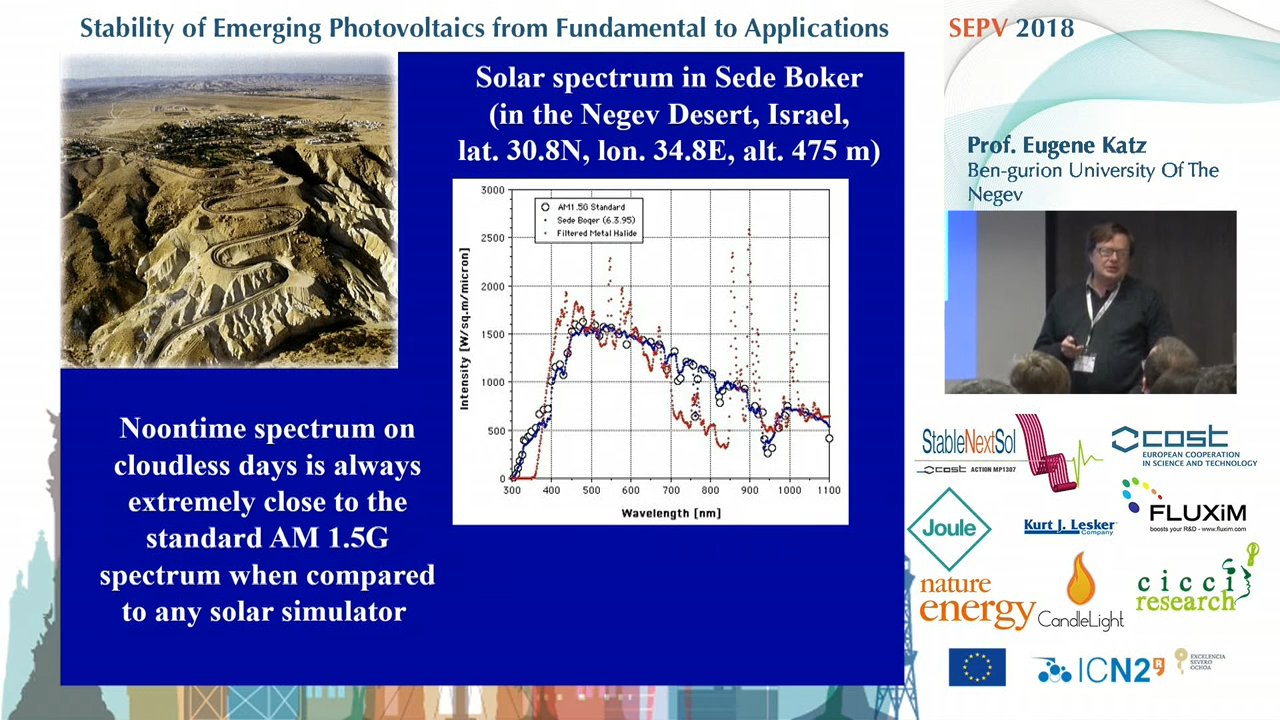 Stability of Emerging Photovoltaics from Fundamental to Applications
SEPV 2018
Solar spectrum in Sede Boker
(in the Negev Desert, Israel,
lat. 30.8N, lon. 34.8E, alt. 475 m)
3000
2500
2000
1500
1000
500
0
300 400 500 600 700 800 900 1000 1100
Intensity [W/sq.m/micron]
Wavelength [nm]
AM1.5G Standard
Sede Boqer (6.3.95)
Filtered Metal Halide
Noontime spectrum on
cloudless days is always
extremely close to the
standard AM 1.5G
spectrum when compared
to any solar simulator
Prof. Eugene Katz
Ben-gurion University Of The
Negev
StableNextSol
cost ACTION MP1307
cost
EUROPEAN COOPERATION
IN SCIENCE AND TECHNOLOGY
Joule
Kurt J. Lesker
Company
FLUXiM
boosts your R&D - www.fluxim.com
nature
energy
CandleLight
cicci
research
ICN2
R
EXCELENCIA
SEVERO
OCHOA